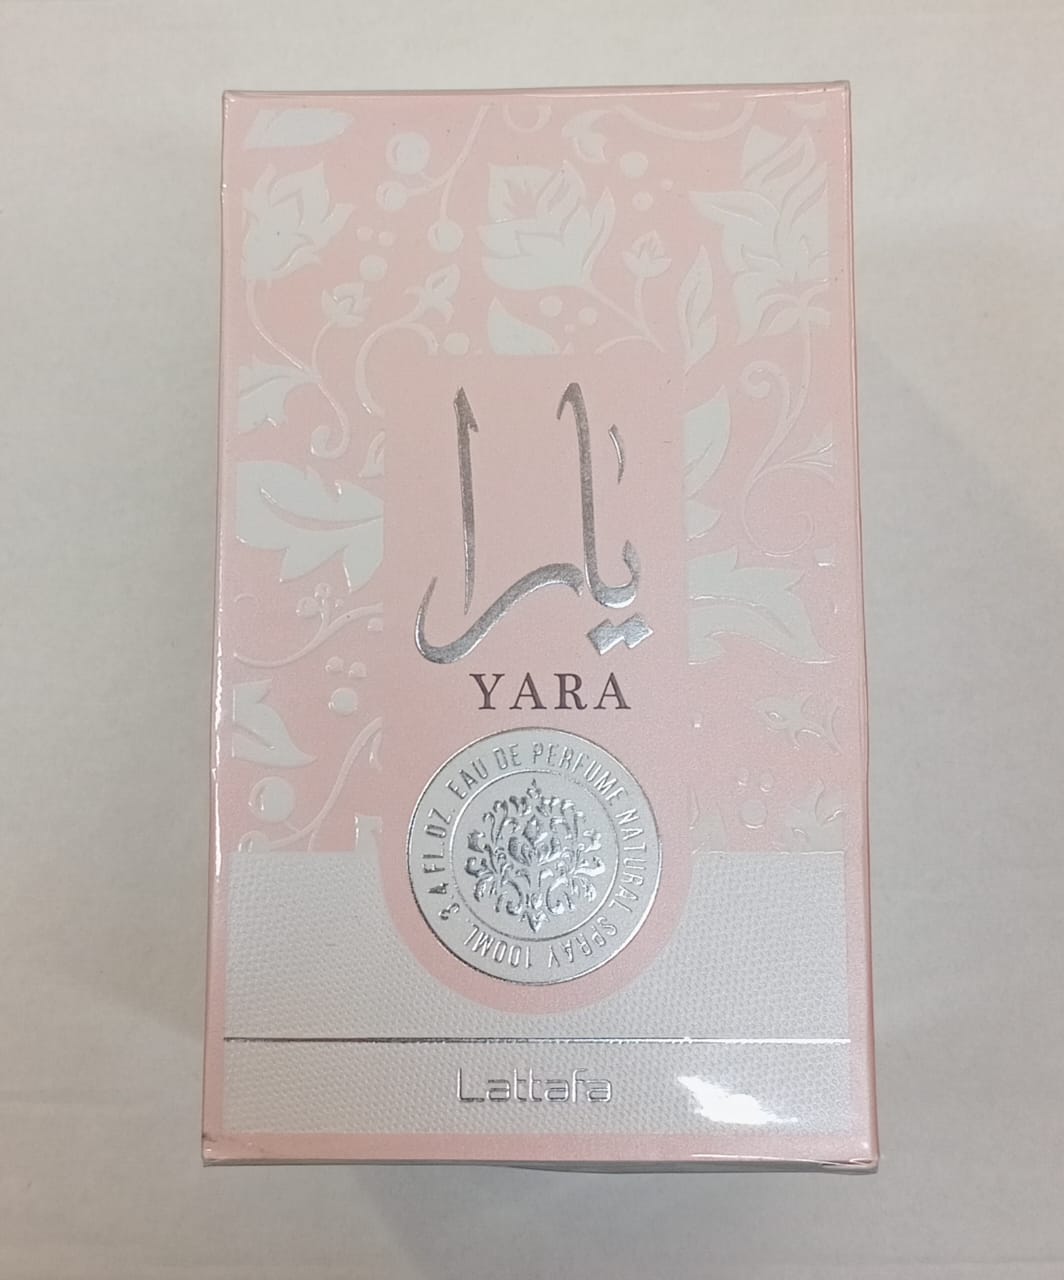 يارا
YARA
EAU DE PERFUME NATURAL SPRAY 100ML. 3.4 FL.OZ.
Lattafa